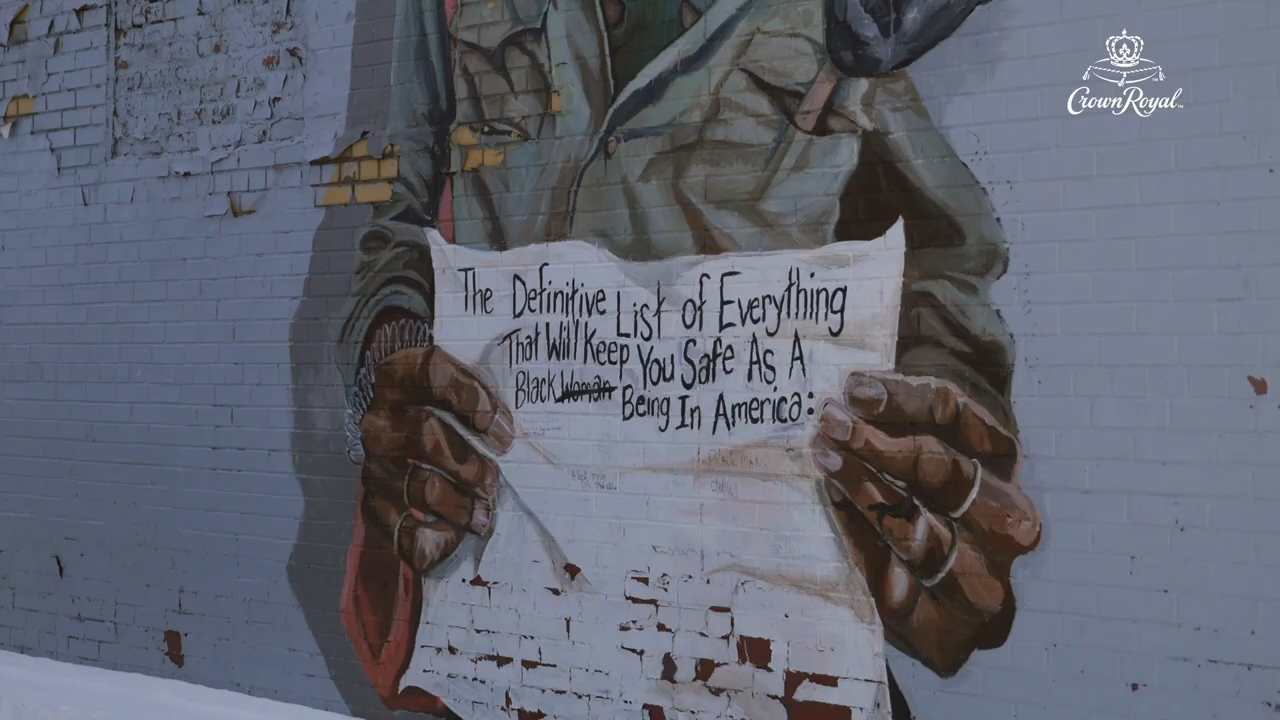 Crown Royal
The Definitive List of Everything
That Will Keep You Safe As A
Black Woman Being In America: